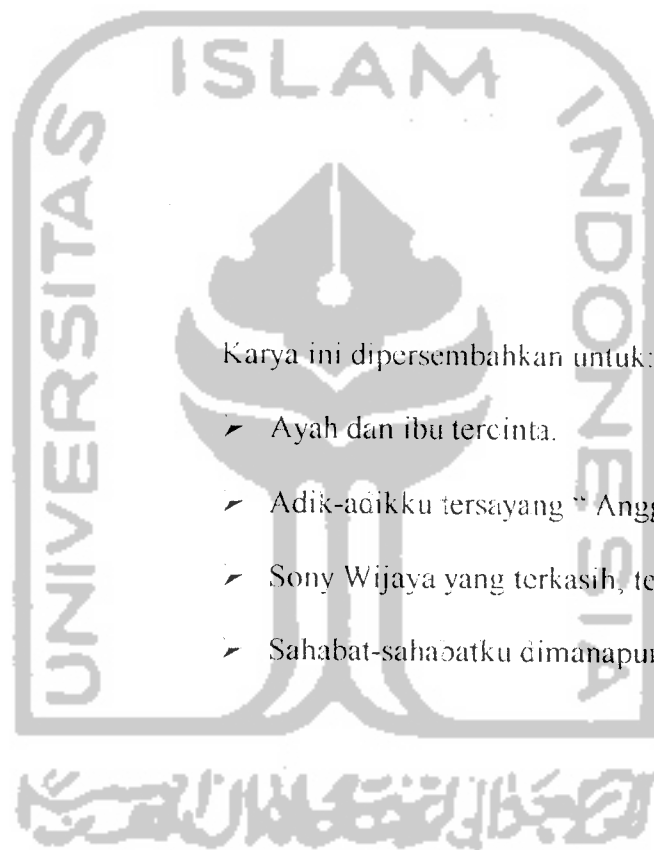 ISLAM
UNIVERSITAS
INDONESIA
Karya ini dipersembahkan untuk:
➤ Ayah dan ibu tercinta.
➤ Adik-adikku tersayang “ Angg
➤ Sony Wijaya yang terkasih, te
➤ Sahabat-sahabatku dimanapun